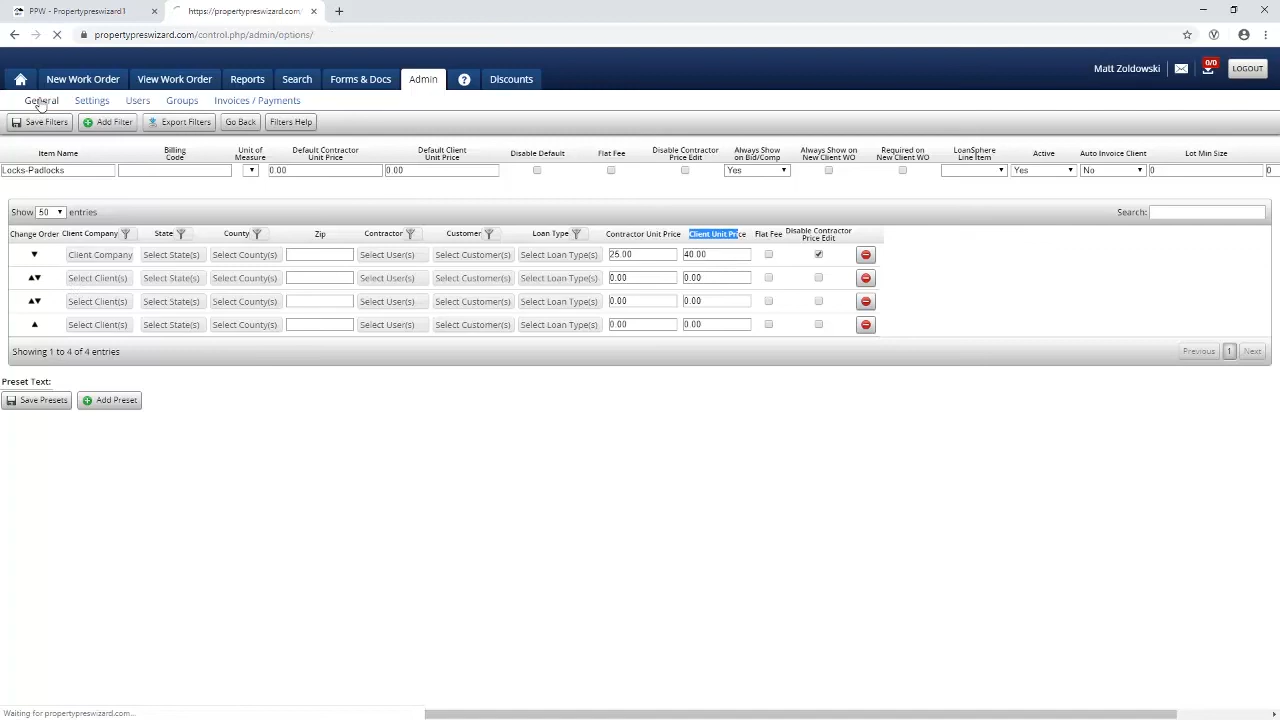 PPW - Propertypreswizard1
https://propertypreswizard.com/
propertypreswizard.com/control.php/admin/options/
New Work Order View Work Order Reports Search Forms & Docs Admin ? Discounts
Matt Zoldowski 0/0 LOGOUT
General Settings Users Groups Invoices / Payments
Save Filters Add Filter Export Filters Go Back Filters Help
Item Name Billing Code Unit of Measure Default Contractor Unit Price Default Client Unit Price Disable Default Flat Fee Disable Contractor Price Edit Always Show on Bid/Comp Always Show on New Client WO Required on New Client WO LoanSphere Line Item Active Auto Invoice Client Lot Min Size
Locks-Padlocks 0.00 0.00 Yes Yes No 0 0
Show 50 entries Search:
Change Order Client Company State County Zip Contractor Customer Loan Type Contractor Unit Price Client Unit Price Flat Fee Disable Contractor Price Edit
Client Company Select State(s) Select County(s) Select User(s) Select Customer(s) Select Loan Type(s) 25.00 40.00
Select Client(s) Select State(s) Select County(s) Select User(s) Select Customer(s) Select Loan Type(s) 0.00 0.00
Select Client(s) Select State(s) Select County(s) Select User(s) Select Customer(s) Select Loan Type(s) 0.00 0.00
Select Client(s) Select State(s) Select County(s) Select User(s) Select Customer(s) Select Loan Type(s) 0.00 0.00
Showing 1 to 4 of 4 entries Previous 1 Next
Preset Text:
Save Presets Add Preset
Waiting for propertypreswizard.com...